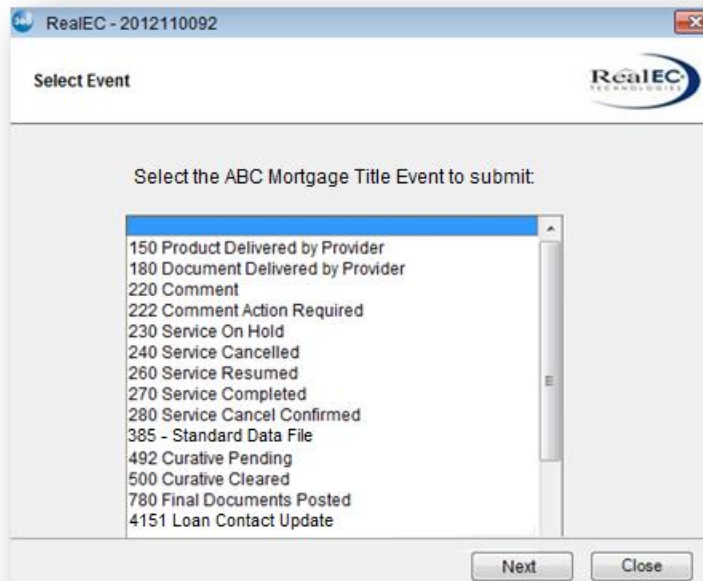 360 RealEC - 2012110092
Select Event
RealEC
TECHNOLOGIES
Select the ABC Mortgage Title Event to submit:
150 Product Delivered by Provider
180 Document Delivered by Provider
220 Comment
222 Comment Action Required
230 Service On Hold
240 Service Cancelled
260 Service Resumed
270 Service Completed
280 Service Cancel Confirmed
385 - Standard Data File
492 Curative Pending
500 Curative Cleared
780 Final Documents Posted
4151 Loan Contact Update
Next Close